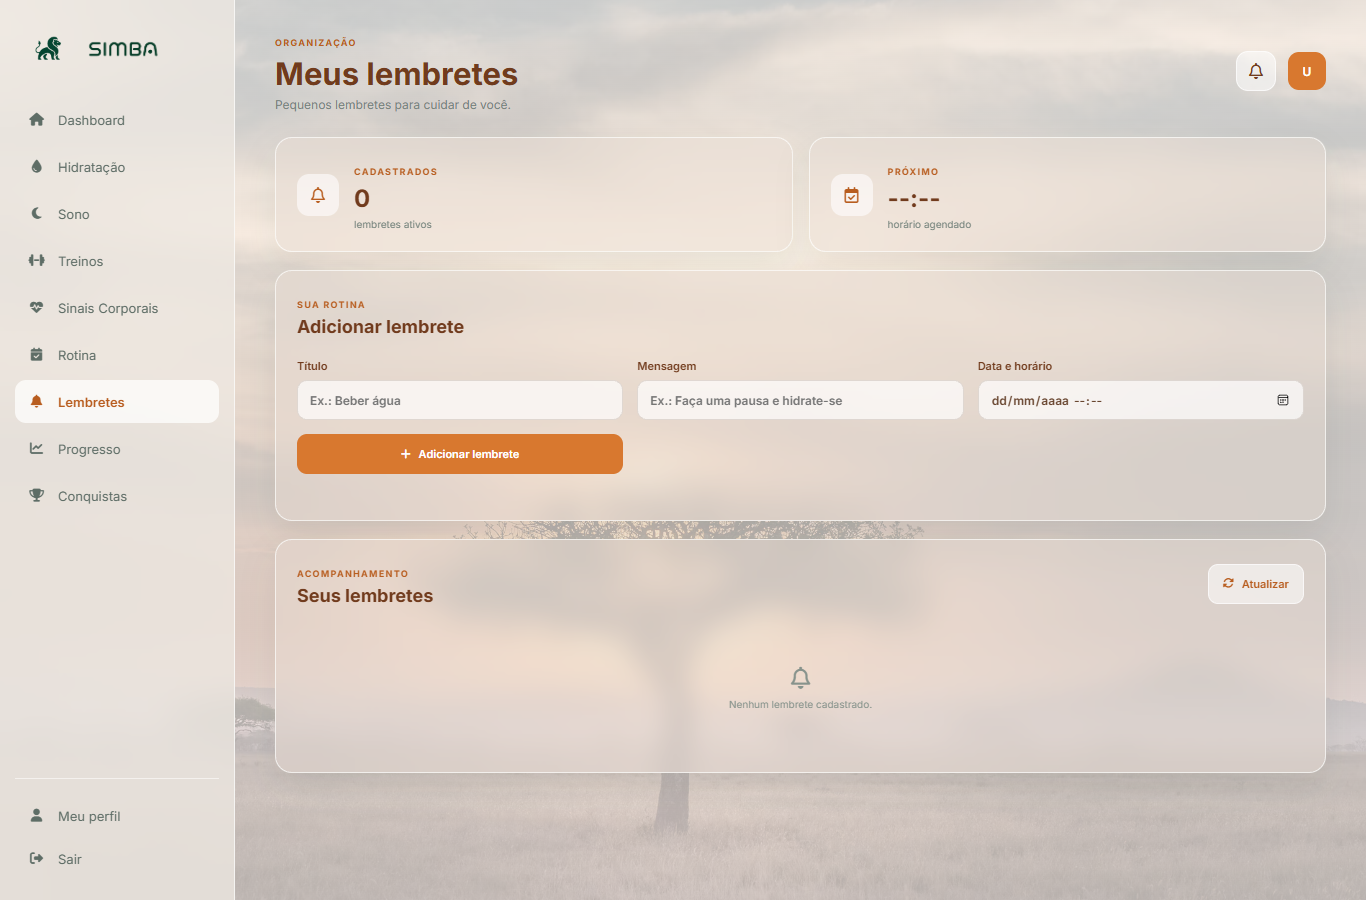 SIMBA
Dashboard
Hidratação
Sono
Treinos
Sinais Corporais
Rotina
Lembretes
Progresso
Conquistas
Meu perfil
Sair
ORGANIZAÇÃO
Meus lembretes
Pequenos lembretes para cuidar de você.
U
CADASTRADOS
0
lembretes ativos
PRÓXIMO
--:--
horário agendado
SUA ROTINA
Adicionar lembrete
Título
Mensagem
Data e horário
Ex.: Beber água
Ex.: Faça uma pausa e hidrate-se
dd/mm/aaaa --:--
Adicionar lembrete
ACOMPANHAMENTO
Seus lembretes
Atualizar
Nenhum lembrete cadastrado.